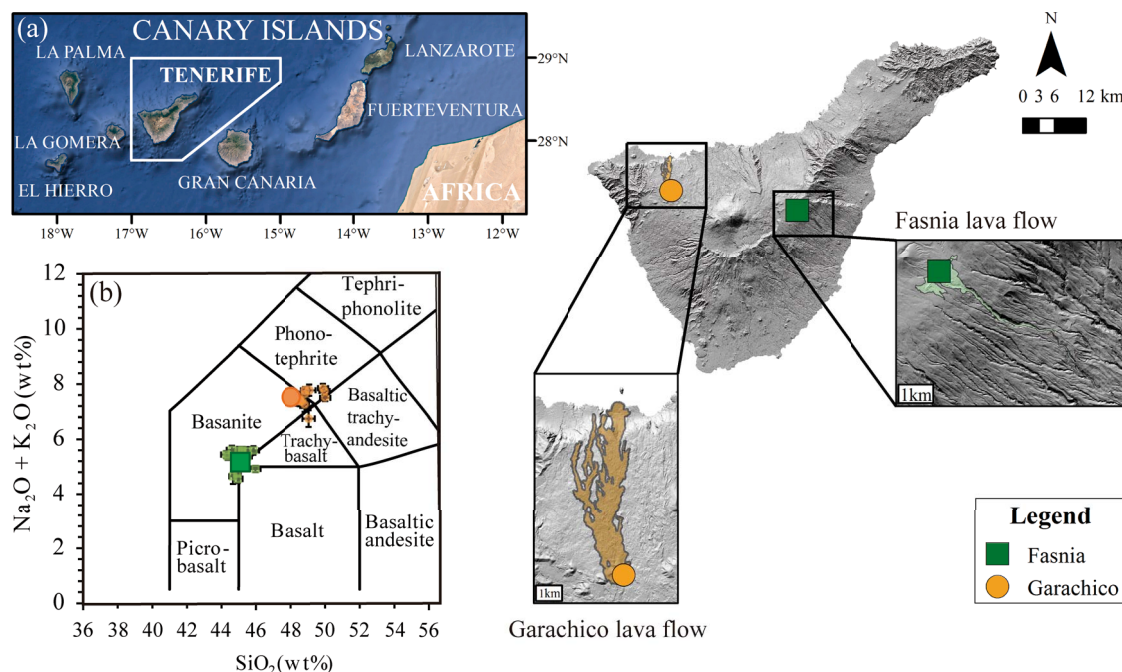 (a)
CANARY ISLANDS
LA PALMA
LANZAROTE
TENERIFE
29°N
FUERTEVENTURA
LA GOMERA
28°N
EL HIERRO
GRAN CANARIA
AFRICA
18°W 17°W 16°W 15°W 14°W 13°W 12°W
N
0 3 6 12 km
Fasnia lava flow
1km
1km
Garachico lava flow
Legend
Fasnia
Garachico
(b)
Na₂O + K₂O (wt%)
12
10
8
6
4
2
0
Tephri-
phonolite
Phono-
tephrite
Basanite
Basaltic
trachy-
andesite
Trachy-
basalt
Basalt
Basaltic
andesite
Picro-
basalt
36 38 40 42 44 46 48 50 52 54 56
SiO₂(wt%)